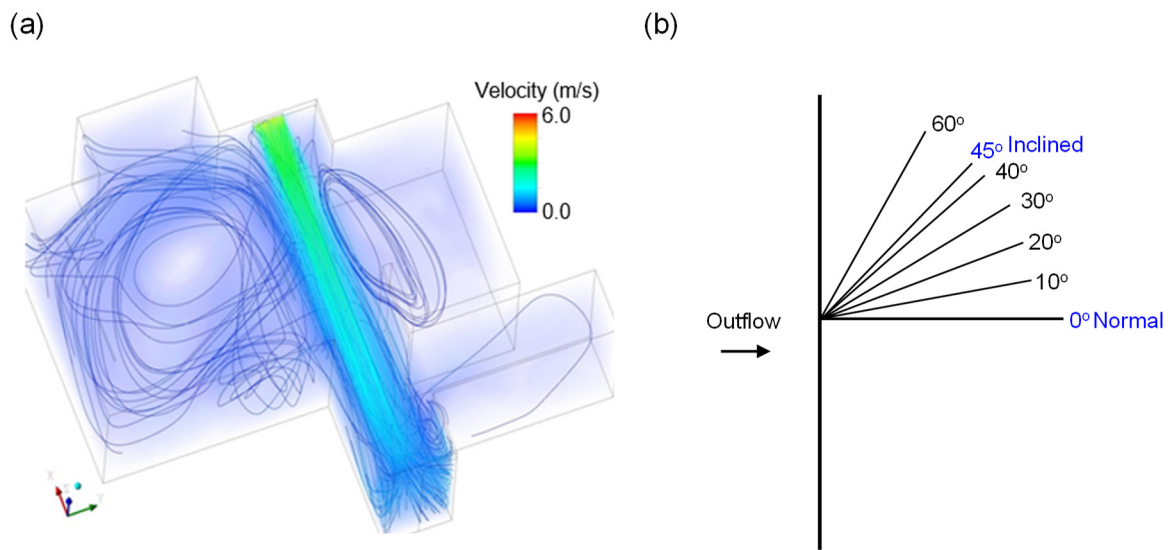 (a)
(b)
Velocity (m/s)
6.0
0.0
X
Y
60°
45° Inclined
40°
30°
20°
10°
0° Normal
Outflow